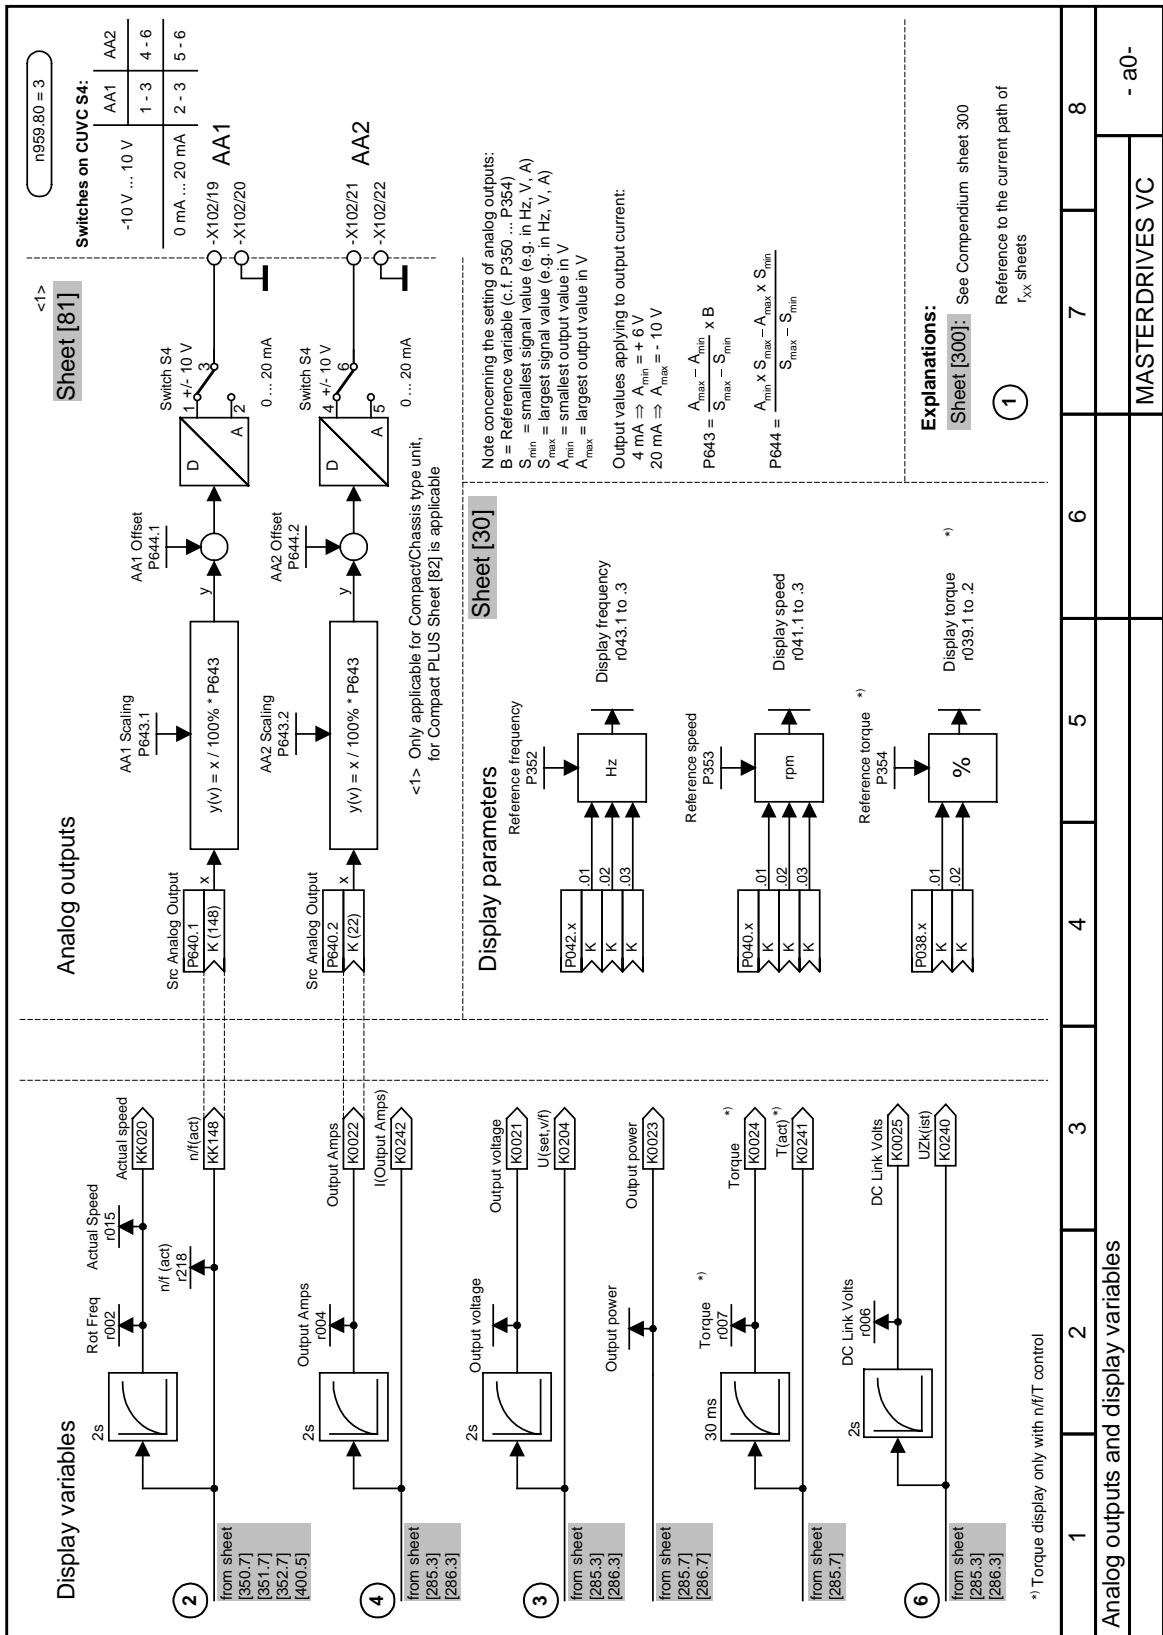 n959.80 = 3
Switches on CUVC S4:
AA1 AA2
-10 V ... 10 V 1 - 3 4 - 6
0 mA ... 20 mA 2 - 3 5 - 6
Display variables
2s
Rot Freq
r002
Actual Speed
r015
Actual speed
KK020
n/f (act)
r218
n/f(act)
KK148
2
from sheet
[350.7]
[351.7]
[352.7]
[400.5]
2s
Output Amps
r004
Output Amps
K0022
I(Output Amps)
K0242
4
from sheet
[285.3]
[286.3]
2s
Output voltage
Output voltage
K0021
U(set,v/f)
K0204
3
from sheet
[285.3]
[286.3]
Output power
Output power
K0023
from sheet
[285.7]
[286.7]
30 ms
Torque *)
r007
Torque *)
K0024
T(act) *)
K0241
from sheet
[285.7]
2s
DC Link Volts
r006
DC Link Volts
K0025
UZk(Ist)
K0240
6
from sheet
[285.3]
[286.3]
*) Torque display only with n/f/T control
Analog outputs
<1>
Sheet [81]
Src Analog Output
P640.1
K (148)
x
AA1 Scaling
P643.1
y(v) = x / 100% * P643
y
AA1 Offset
P644.1
D
A
Switch S4
1 +/- 10 V
3
2
0 ... 20 mA
-X102/19
AA1
-X102/20
Src Analog Output
P640.2
K (22)
x
AA2 Scaling
P643.2
y(v) = x / 100% * P643
y
AA2 Offset
P644.2
D
A
Switch S4
4 +/- 10 V
6
5
0 ... 20 mA
-X102/21
AA2
-X102/22
<1> Only applicable for Compact/Chassis type unit,
for Compact PLUS Sheet [82] is applicable
Display parameters
Sheet [30]
Reference frequency
P352
P042.x
K .01
K .02
K .03
Hz
Display frequency
r043.1 to .3
Reference speed
P353
P040.x
K .01
K .02
K .03
rpm
Display speed
r041.1 to .3
Reference torque *)
P354
P038.x
K .01
K .02
%
Display torque *)
r039.1 to .2
Note concerning the setting of analog outputs:
B = Reference variable (c.f. P350 ... P354)
Smin = smallest signal value (e.g. in Hz, V, A)
Smax = largest signal value (e.g. in Hz, V, A)
Amin = smallest output value in V
Amax = largest output value in V
Output values applying to output current:
4 mA ⇒ Amin = + 6 V
20 mA ⇒ Amax = - 10 V
P643 = (Amax – Amin) / (Smax – Smin) x B
P644 = (Amin x Smax – Amax x Smin) / (Smax – Smin)
Explanations:
Sheet [300]: See Compendium sheet 300
1 Reference to the current path of
rXX sheets
1 2 3 4 5 6 7 8
Analog outputs and display variables
- a0-
MASTERDRIVES VC